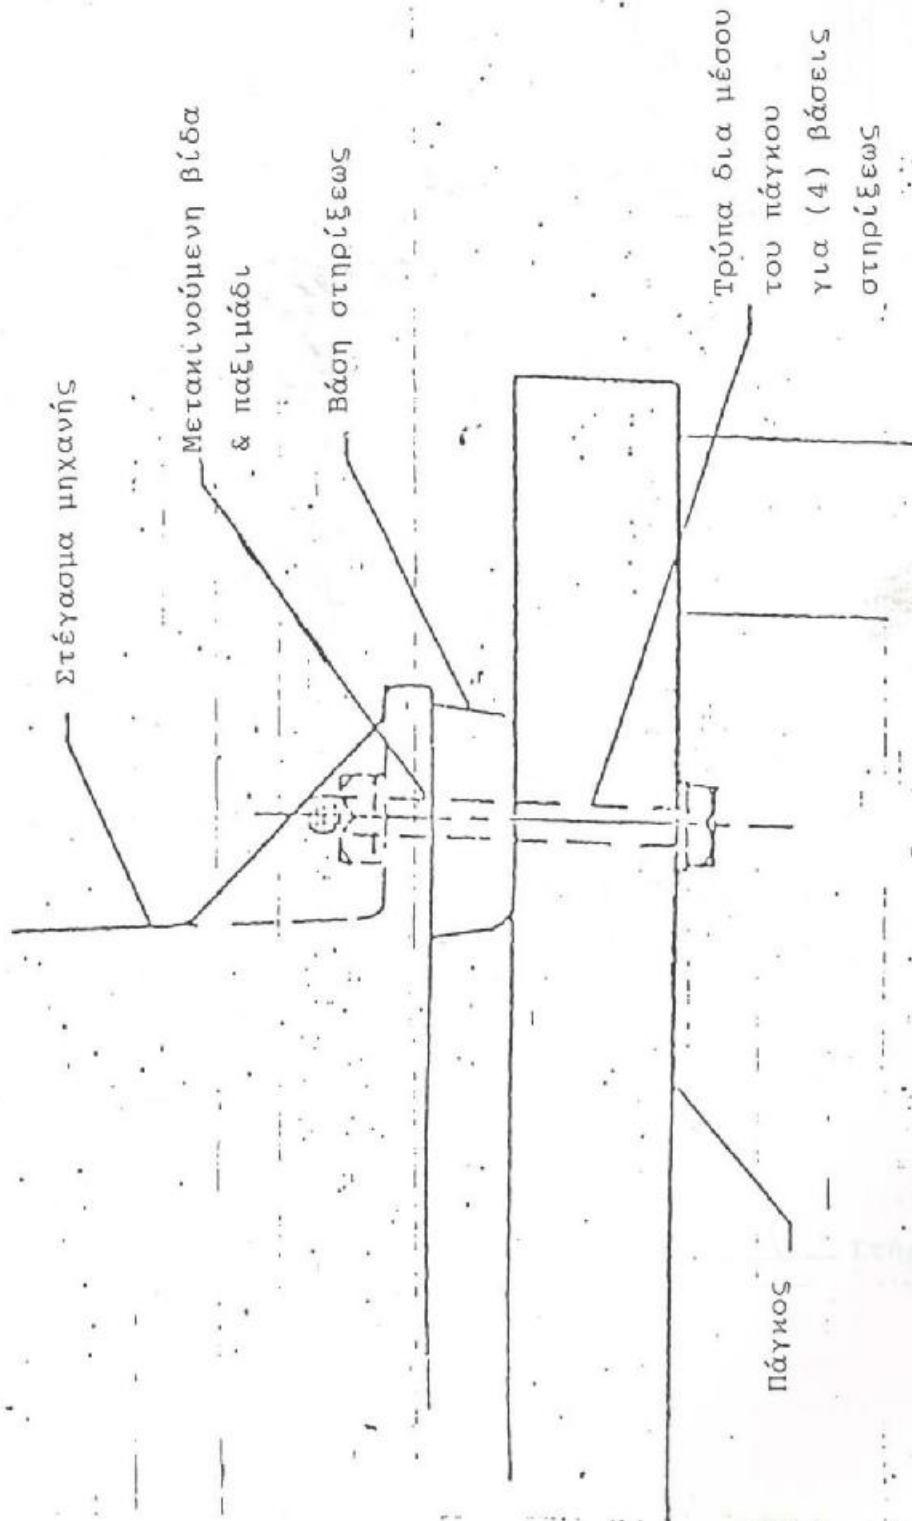 Στέγασμα μηχανής
Μετακινούμενη βίδα
& παξιμάδι
Βάση στηρίξεως
Τρύπα δια μέσου
του πάγκου
για (4) βάσεις
στηρίξεως
Πάγκος